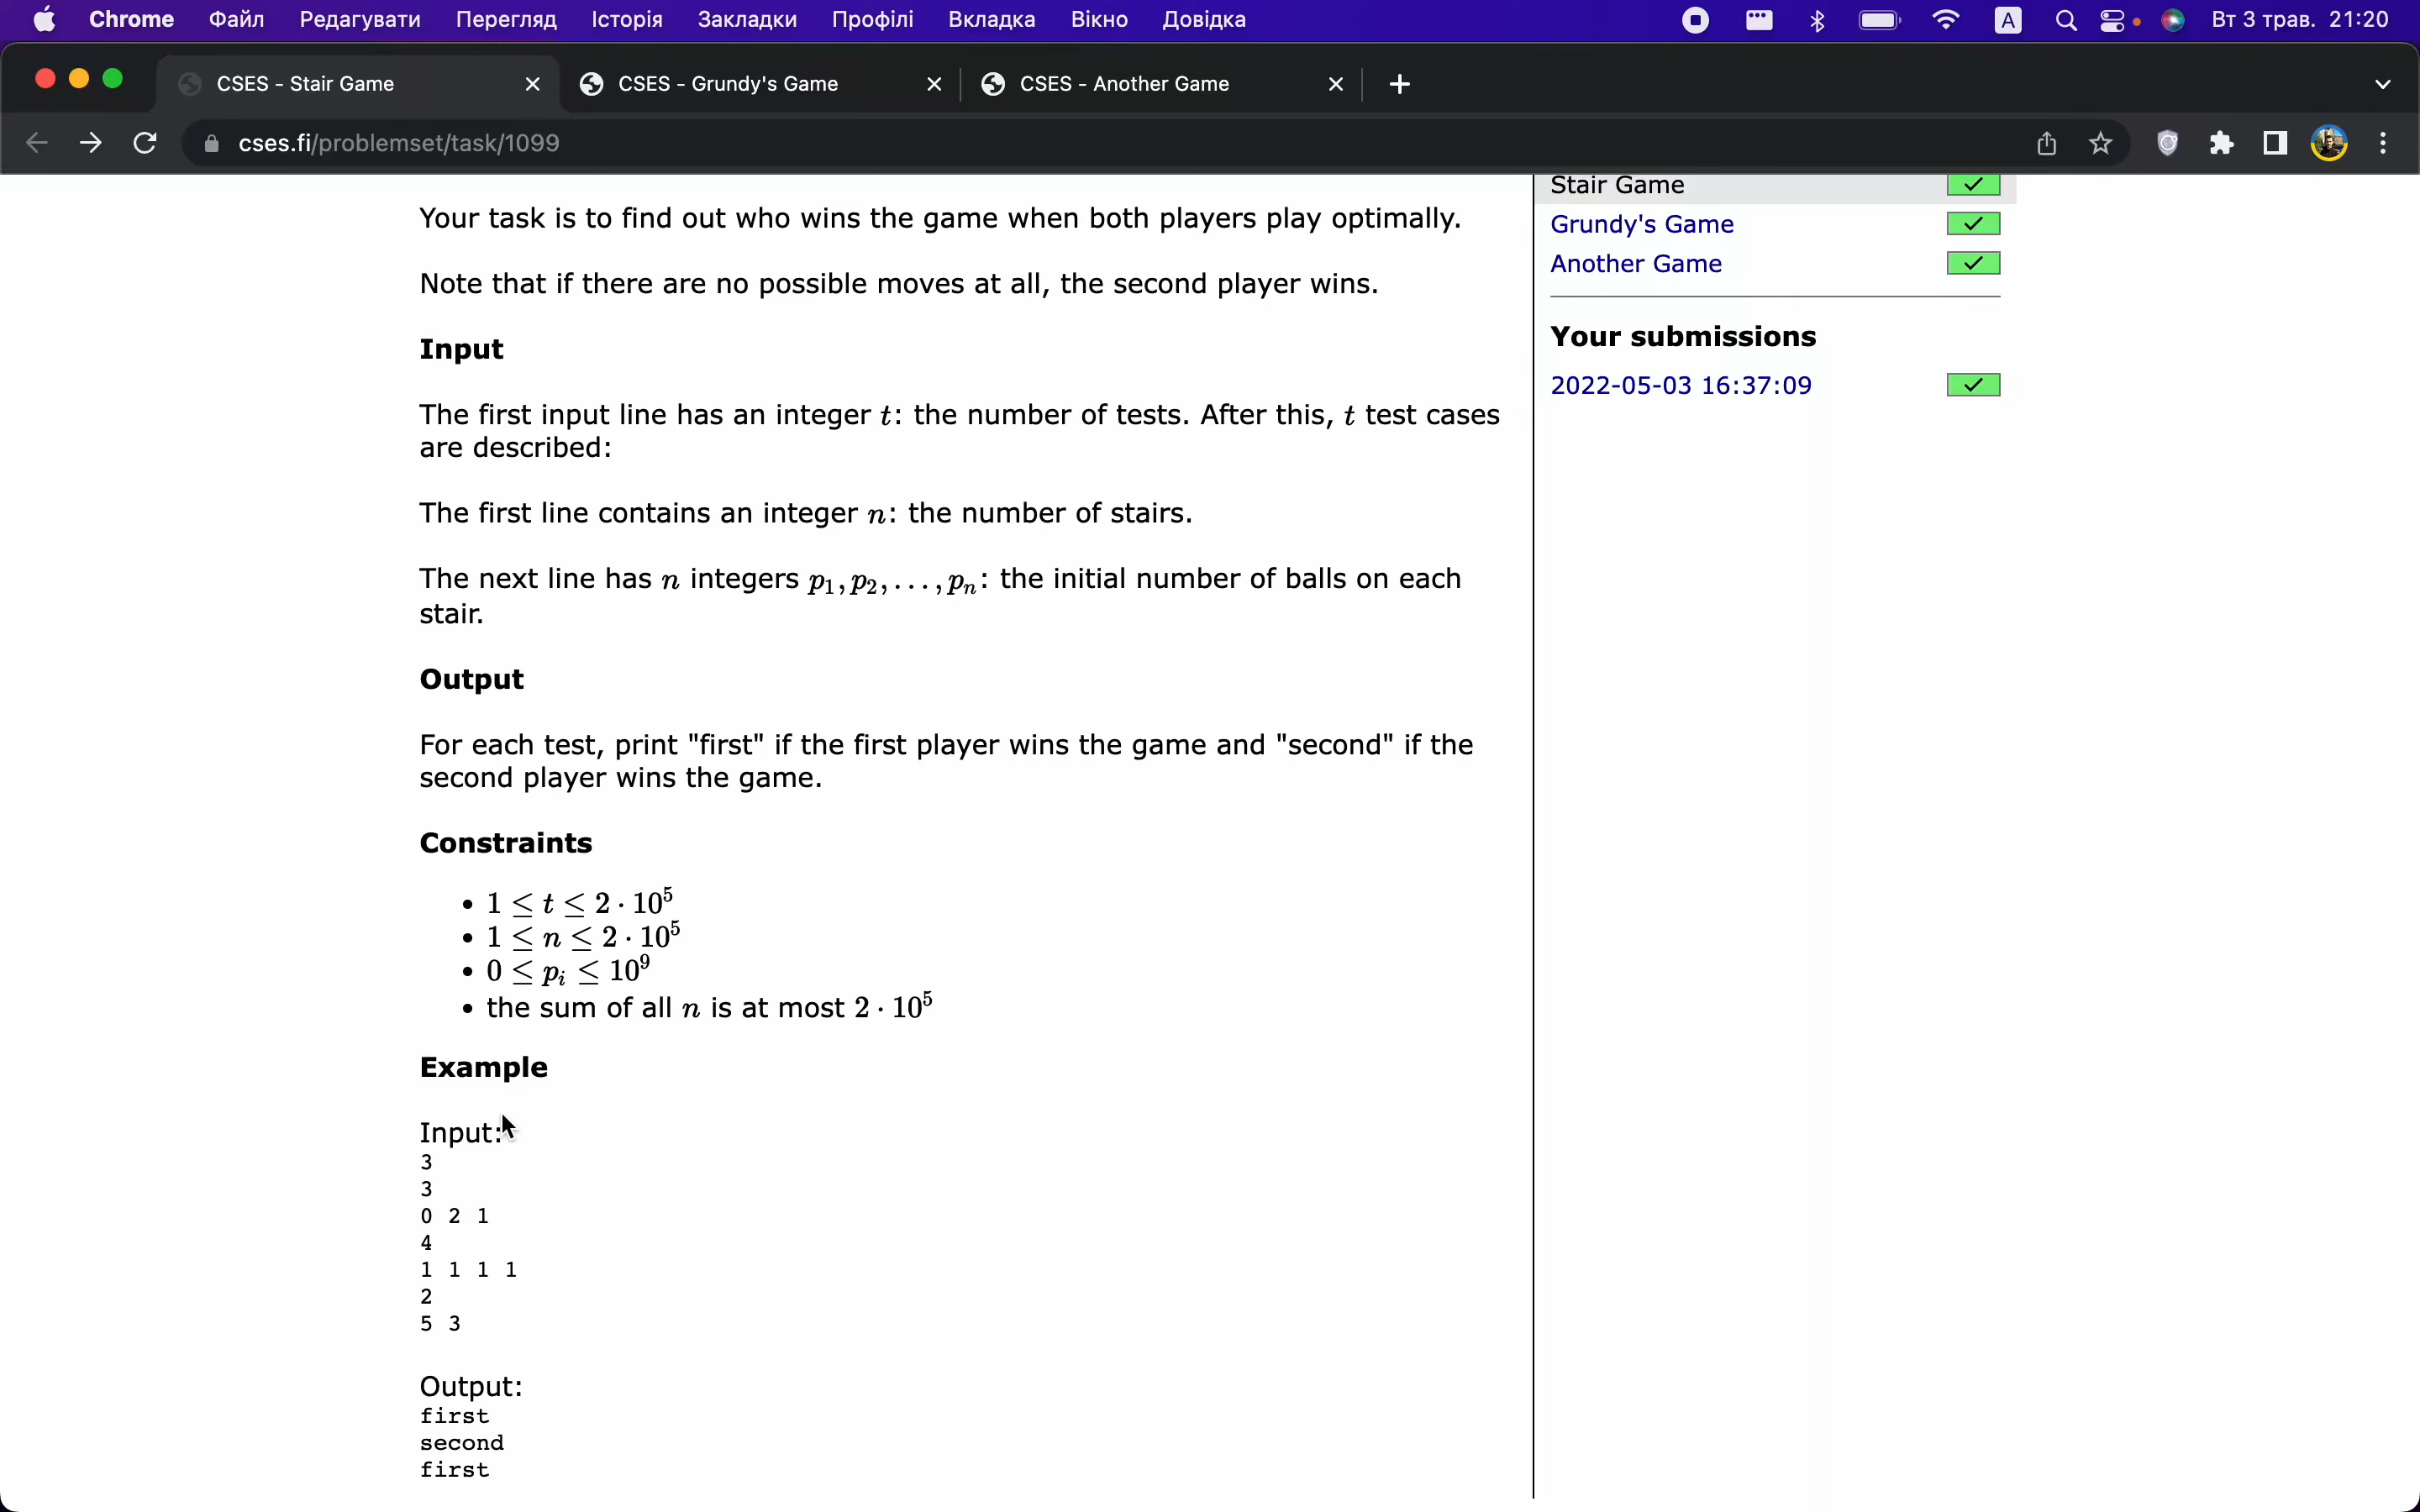 Chrome Файл Редагувати Перегляд Історія Закладки Профілі Вкладка Вікно Довідка A Вт 3 трав. 21:20
CSES - Stair Game CSES - Grundy's Game CSES - Another Game
cses.fi/problemset/task/1099
Your task is to find out who wins the game when both players play optimally.
Note that if there are no possible moves at all, the second player wins.
Input
The first input line has an integer t: the number of tests. After this, t test cases
are described:
The first line contains an integer n: the number of stairs.
The next line has n integers p₁, p₂, . . . , pₙ: the initial number of balls on each
stair.
Output
For each test, print "first" if the first player wins the game and "second" if the
second player wins the game.
Constraints
• 1 ≤ t ≤ 2 · 10⁵
• 1 ≤ n ≤ 2 · 10⁵
• 0 ≤ pᵢ ≤ 10⁹
• the sum of all n is at most 2 · 10⁵
Example
Input:
3
3
0 2 1
4
1 1 1 1
2
5 3
Output:
first
second
first
Stair Game
Grundy's Game
Another Game
Your submissions
2022-05-03 16:37:09